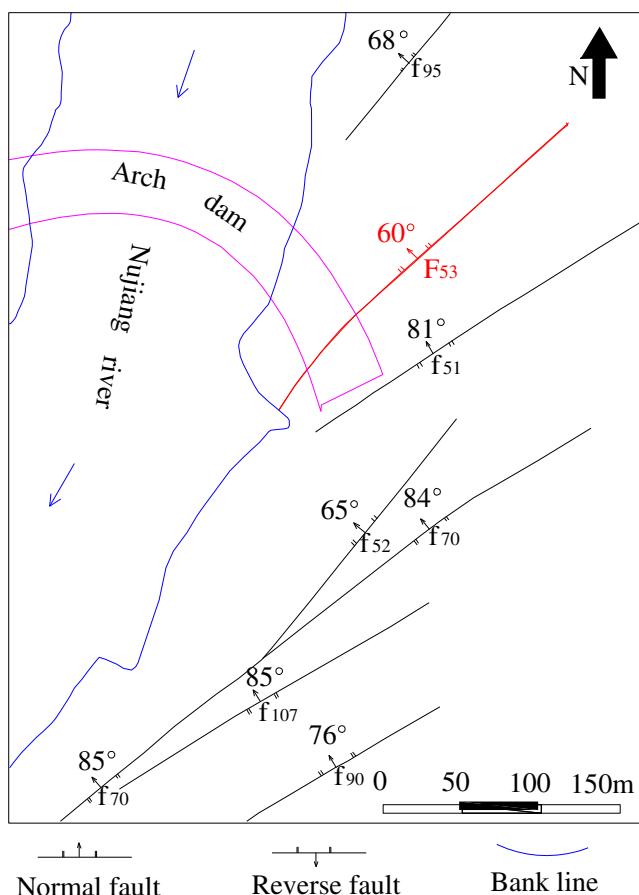 68°
f95
N
Arch dam
60°
F53
Nujiang river
81°
f51
65°
f52
84°
f70
85°
f107
76°
f90
85°
f70
0 50 100 150m
Normal fault
Reverse fault
Bank line